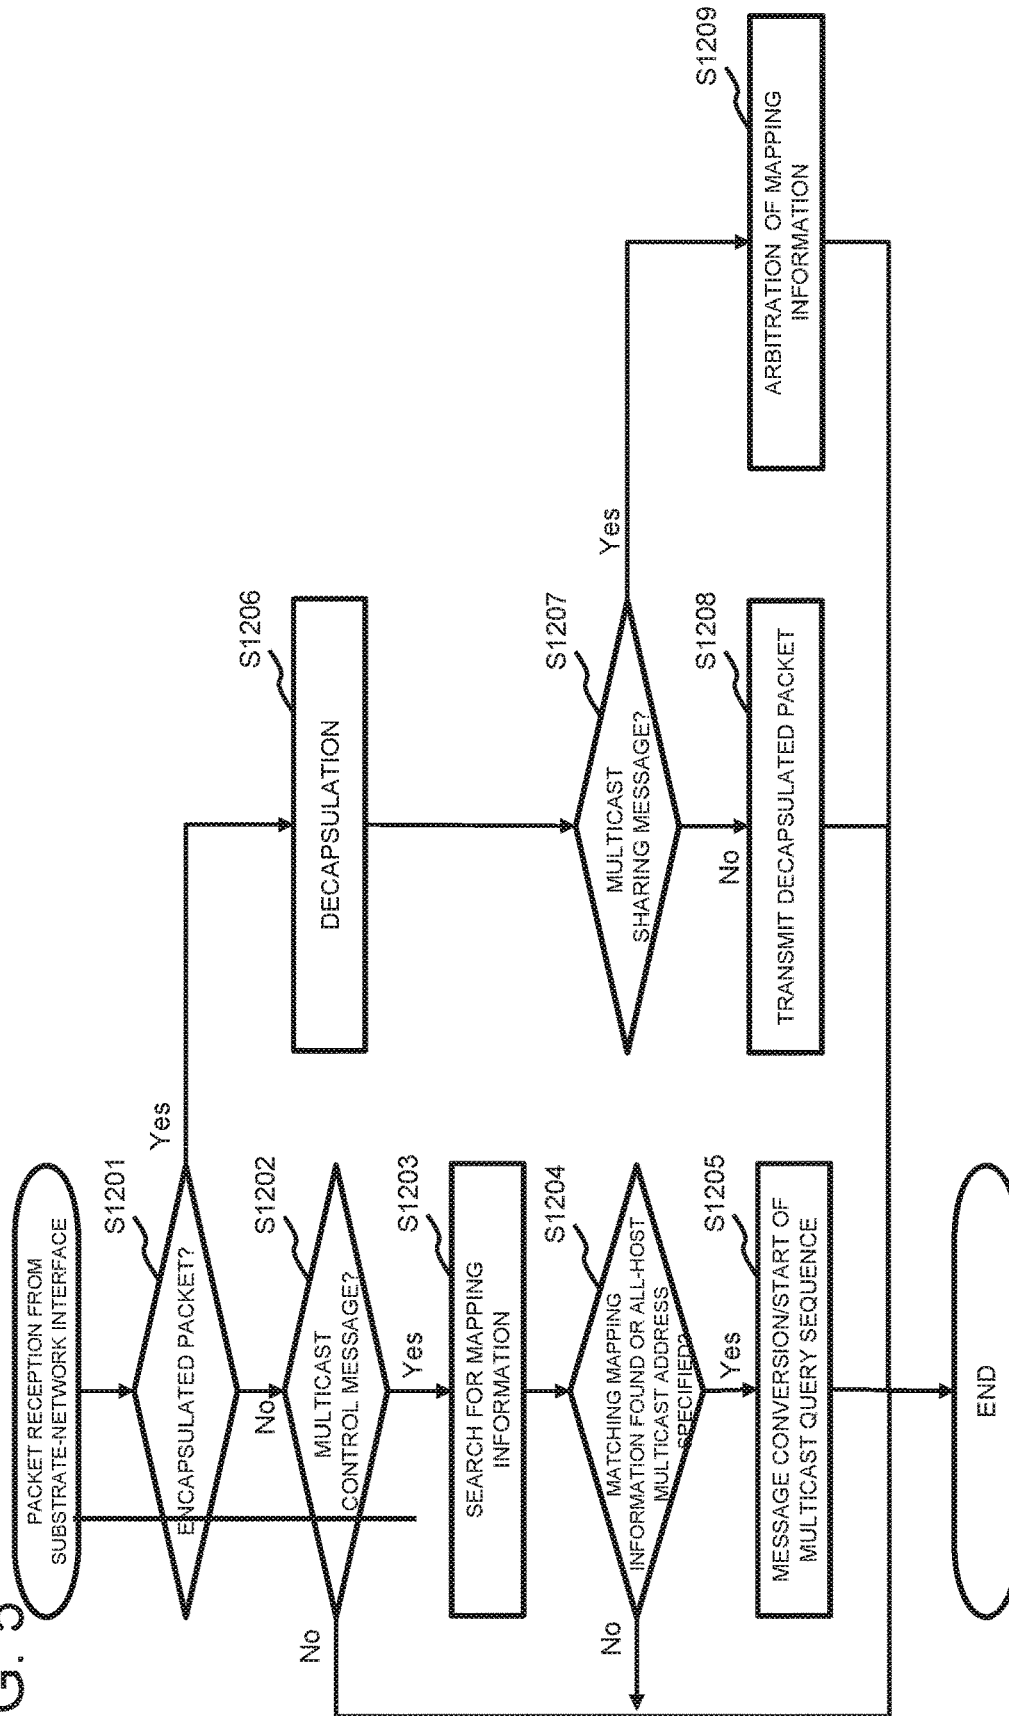 G. 5
PACKET RECEPTION FROM
SUBSTRATE-NETWORK INTERFACE
S1201
ENCAPSULATED PACKET?
Yes
No
S1202
MULTICAST
CONTROL MESSAGE?
No
Yes
S1203
SEARCH FOR MAPPING
INFORMATION
S1204
MATCHING MAPPING
INFORMATION FOUND OR ALL-HOST
MULTICAST ADDRESS
SPECIFIED?
No
Yes
S1205
MESSAGE CONVERSION/START OF
MULTICAST QUERY SEQUENCE
S1206
DECAPSULATION
S1207
MULTICAST
SHARING MESSAGE?
Yes
No
S1208
TRANSMIT DECAPSULATED PACKET
S1209
ARBITRATION OF MAPPING
INFORMATION
END